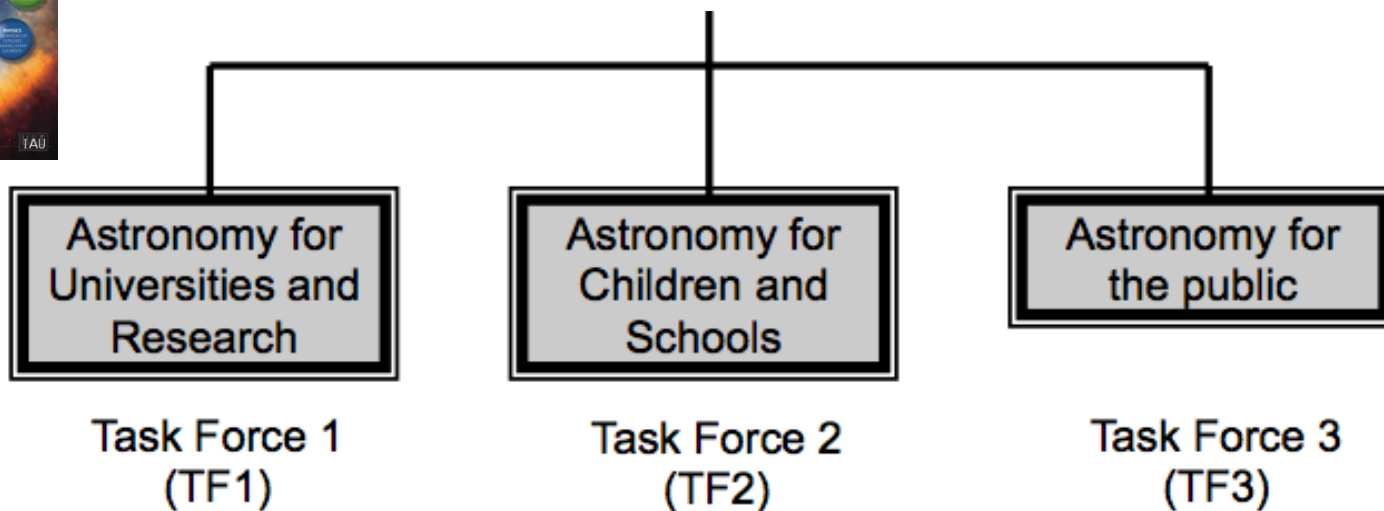 PHYSICS
IAU
Astronomy for
Universities and
Research
Astronomy for
Children and
Schools
Astronomy for
the public
Task Force 1
(TF1)
Task Force 2
(TF2)
Task Force 3
(TF3)